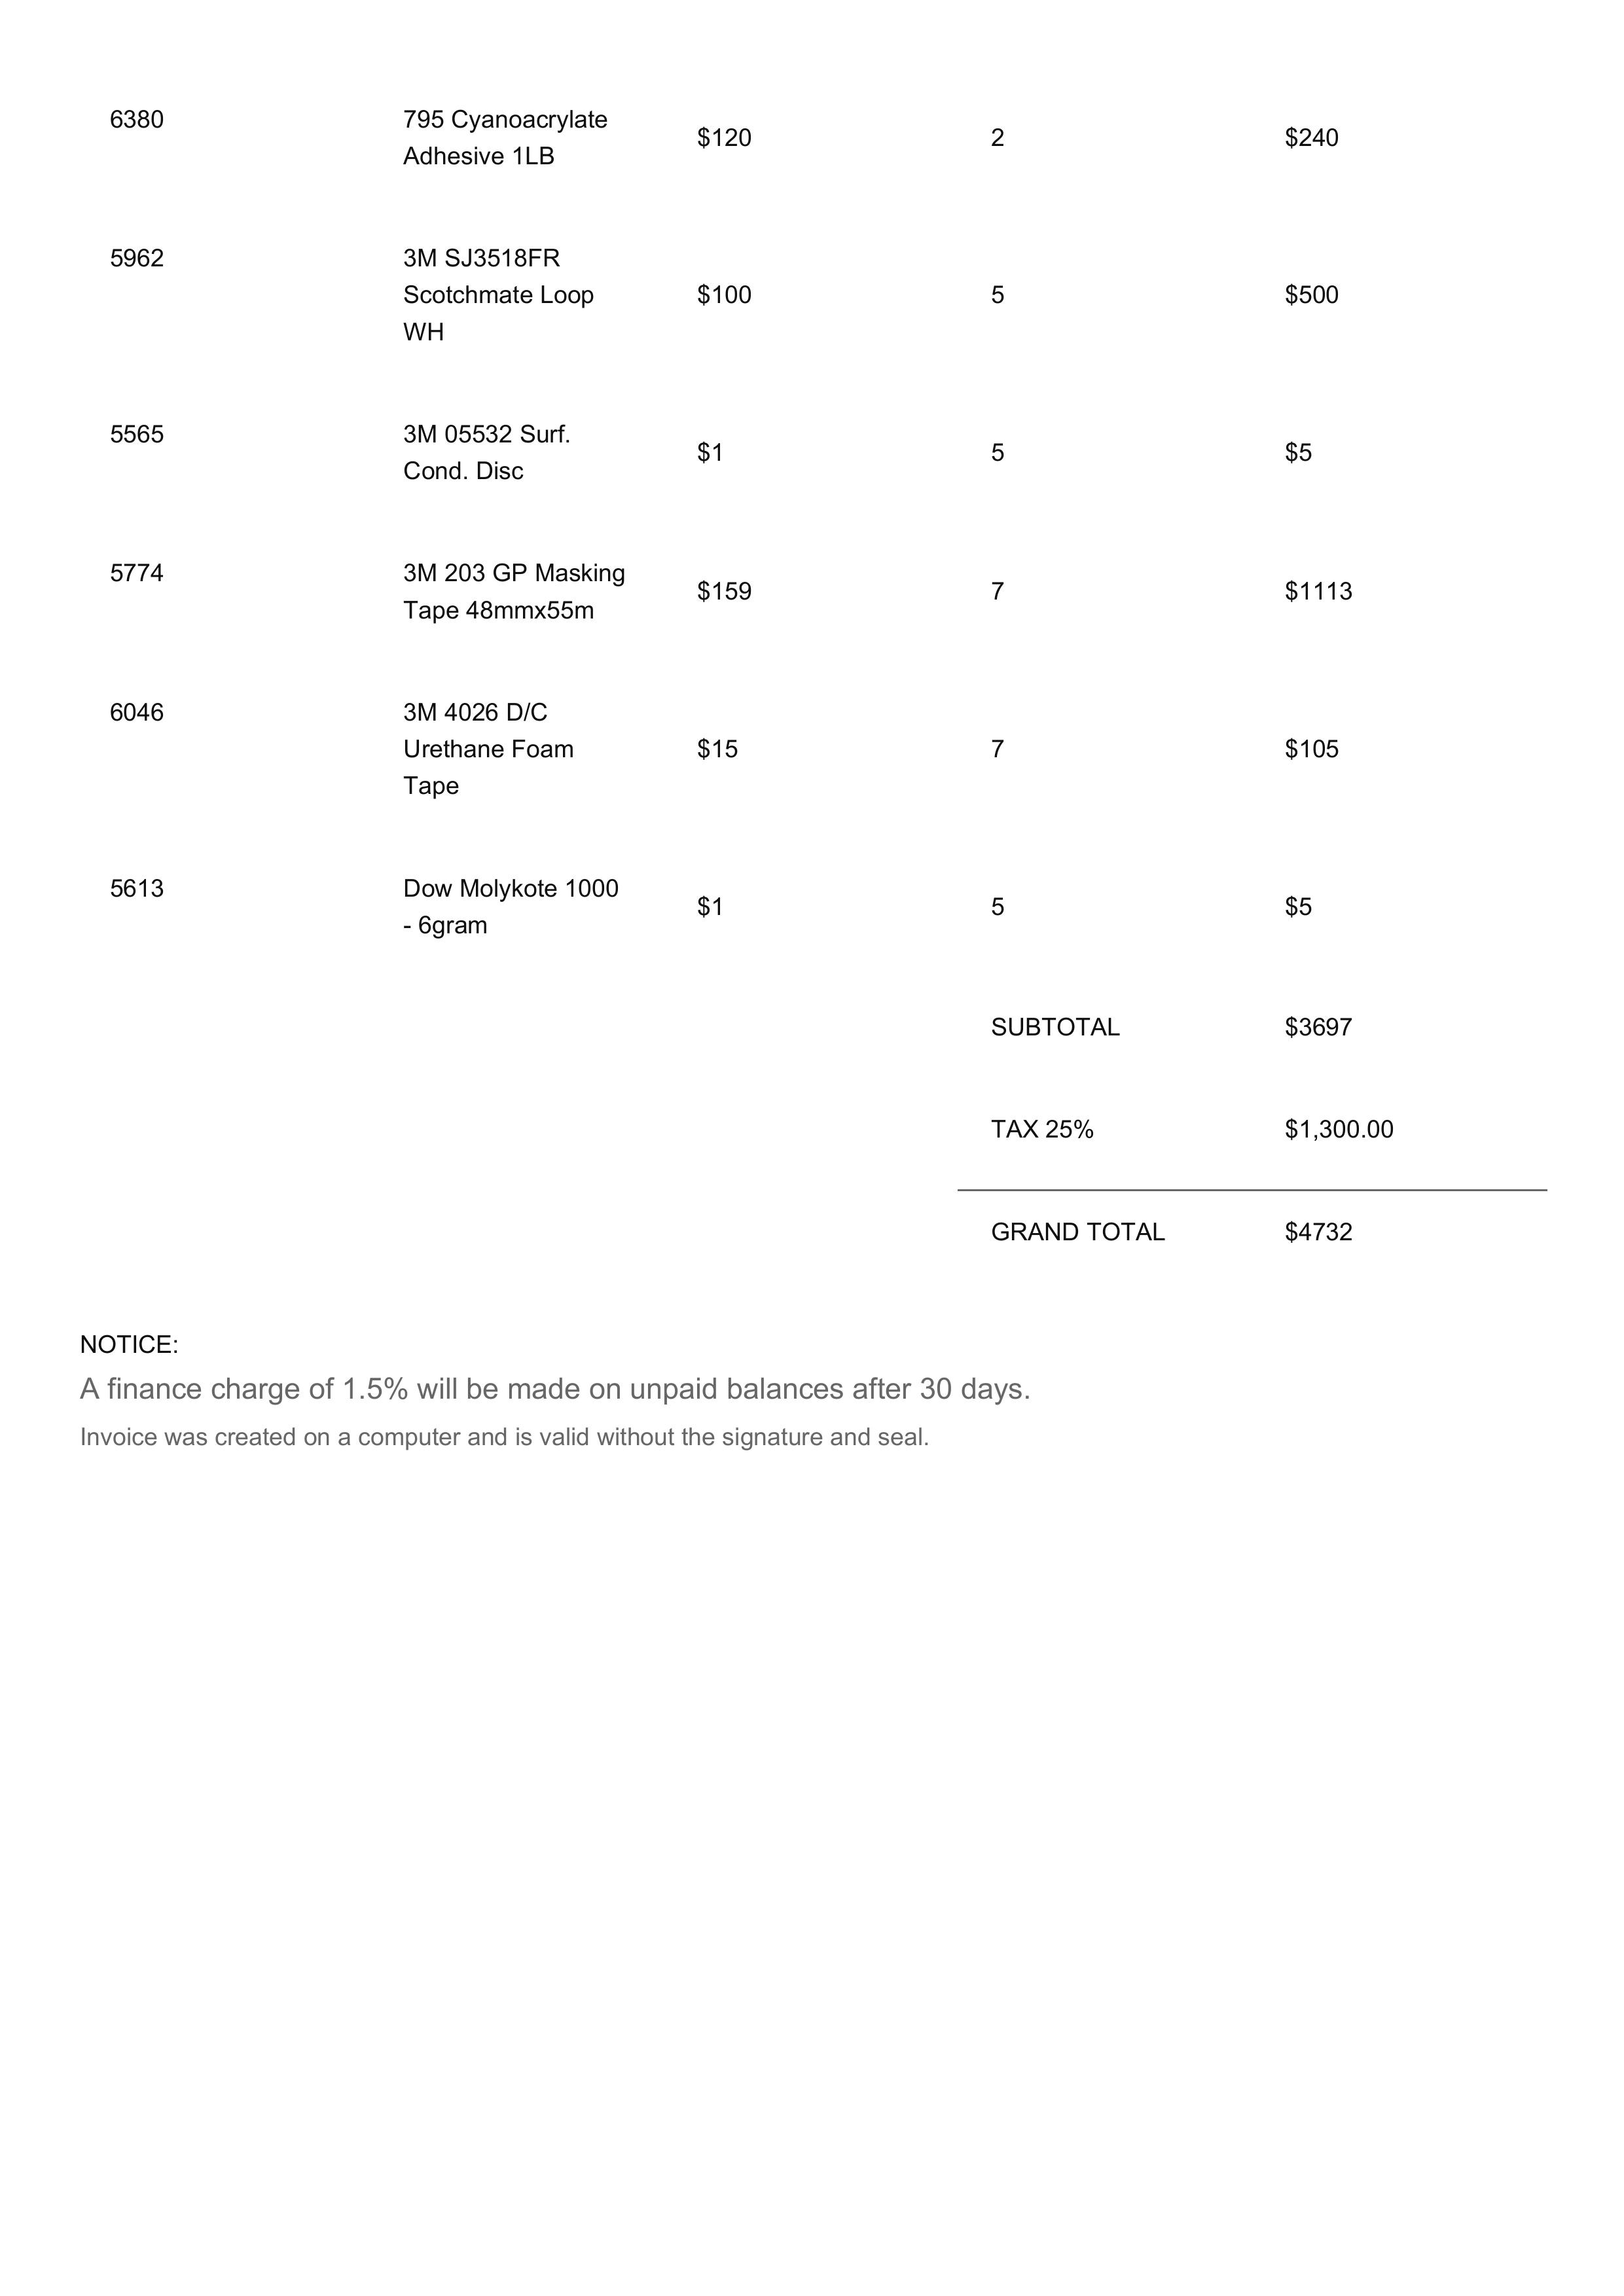 6380 795 Cyanoacrylate
Adhesive 1LB $120 2 $240
5962 3M SJ3518FR
Scotchmate Loop $100 5 $500
WH
5565 3M 05532 Surf.
Cond. Disc $1 5 $5
5774 3M 203 GP Masking
Tape 48mmx55m $159 7 $1113
6046 3M 4026 D/C
Urethane Foam $15 7 $105
Tape
5613 Dow Molykote 1000
- 6gram $1 5 $5
SUBTOTAL $3697
TAX 25% $1,300.00
GRAND TOTAL $4732
NOTICE:
A finance charge of 1.5% will be made on unpaid balances after 30 days.
Invoice was created on a computer and is valid without the signature and seal.